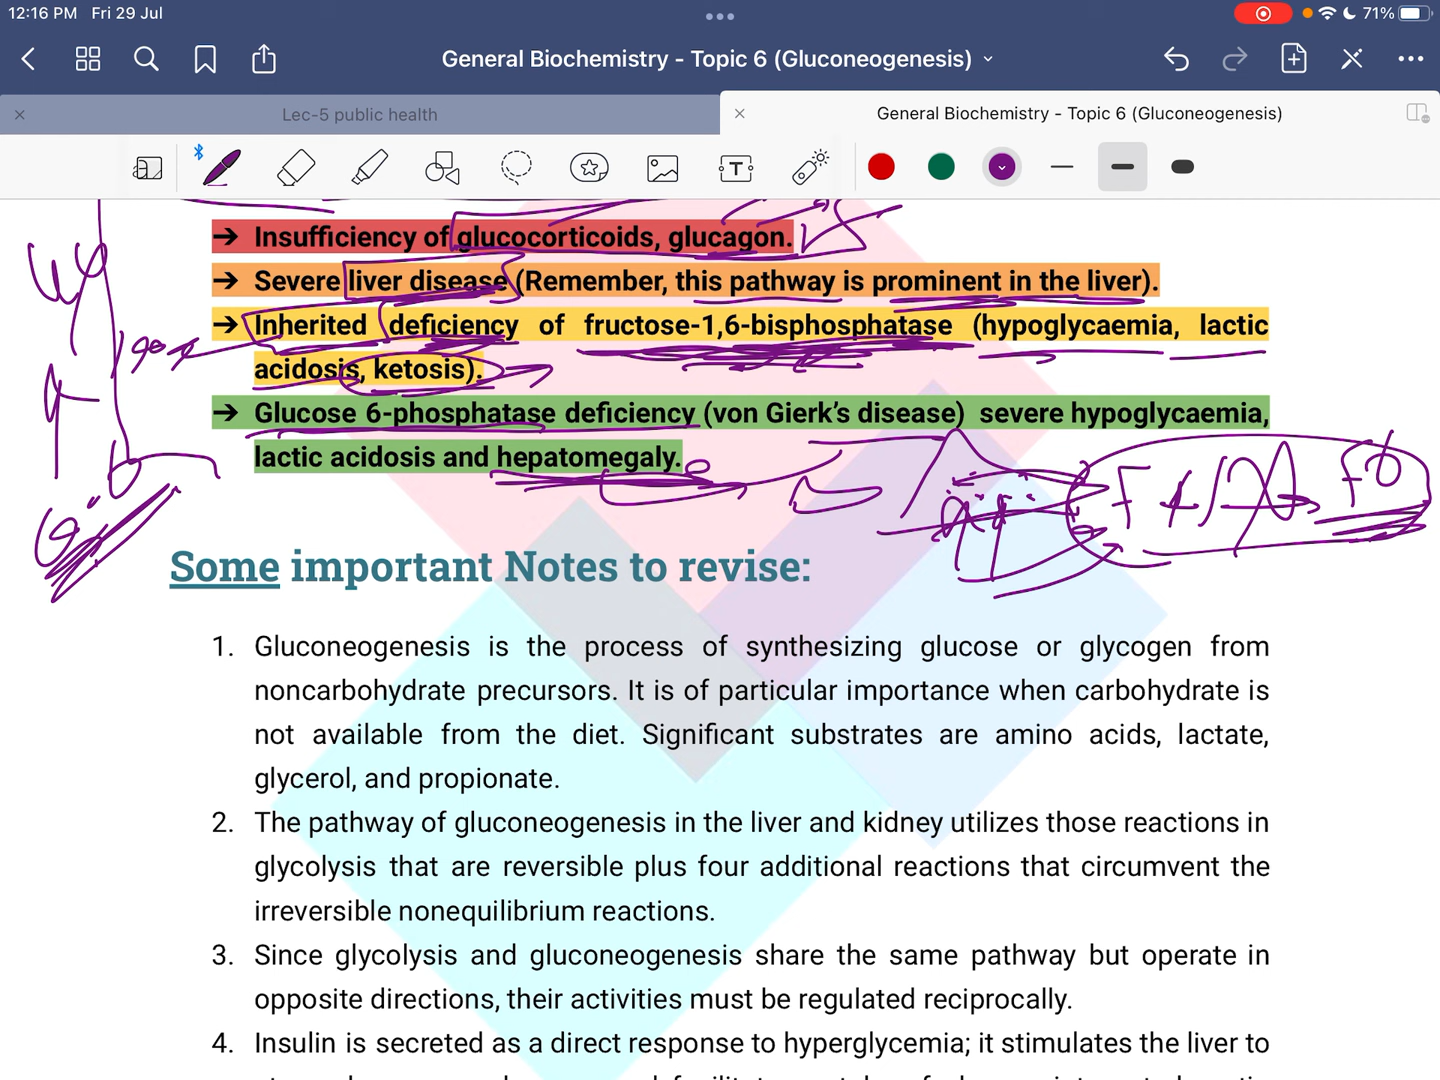 12:16 PM Fri 29 Jul
71%
General Biochemistry - Topic 6 (Gluconeogenesis)
Lec-5 public health
General Biochemistry - Topic 6 (Gluconeogenesis)
➔ Insufficiency of glucocorticoids, glucagon.
➔ Severe liver disease (Remember, this pathway is prominent in the liver).
➔ Inherited deficiency of fructose-1,6-bisphosphatase (hypoglycaemia, lactic
acidosis, ketosis).
➔ Glucose 6-phosphatase deficiency (von Gierk’s disease) severe hypoglycaemia,
lactic acidosis and hepatomegaly.
Some important Notes to revise:
1. Gluconeogenesis is the process of synthesizing glucose or glycogen from
noncarbohydrate precursors. It is of particular importance when carbohydrate is
not available from the diet. Significant substrates are amino acids, lactate,
glycerol, and propionate.
2. The pathway of gluconeogenesis in the liver and kidney utilizes those reactions in
glycolysis that are reversible plus four additional reactions that circumvent the
irreversible nonequilibrium reactions.
3. Since glycolysis and gluconeogenesis share the same pathway but operate in
opposite directions, their activities must be regulated reciprocally.
4. Insulin is secreted as a direct response to hyperglycemia; it stimulates the liver to